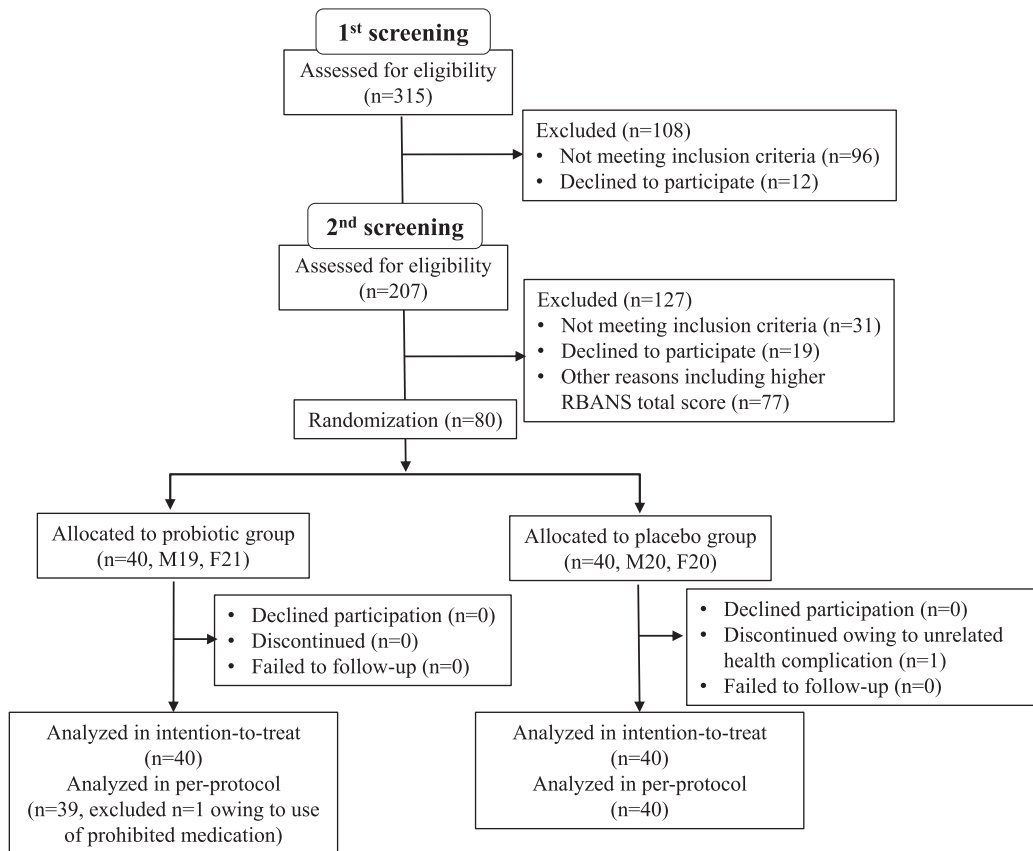 1st screening
Assessed for eligibility
(n=315)
Excluded (n=108)
• Not meeting inclusion criteria (n=96)
• Declined to participate (n=12)
2nd screening
Assessed for eligibility
(n=207)
Excluded (n=127)
• Not meeting inclusion criteria (n=31)
• Declined to participate (n=19)
• Other reasons including higher
RBANS total score (n=77)
Randomization (n=80)
Allocated to probiotic group
(n=40, M19, F21)
Allocated to placebo group
(n=40, M20, F20)
• Declined participation (n=0)
• Discontinued (n=0)
• Failed to follow-up (n=0)
• Declined participation (n=0)
• Discontinued owing to unrelated
health complication (n=1)
• Failed to follow-up (n=0)
Analyzed in intention-to-treat
(n=40)
Analyzed in per-protocol
(n=39, excluded n=1 owing to use
of prohibited medication)
Analyzed in intention-to-treat
(n=40)
Analyzed in per-protocol
(n=40)